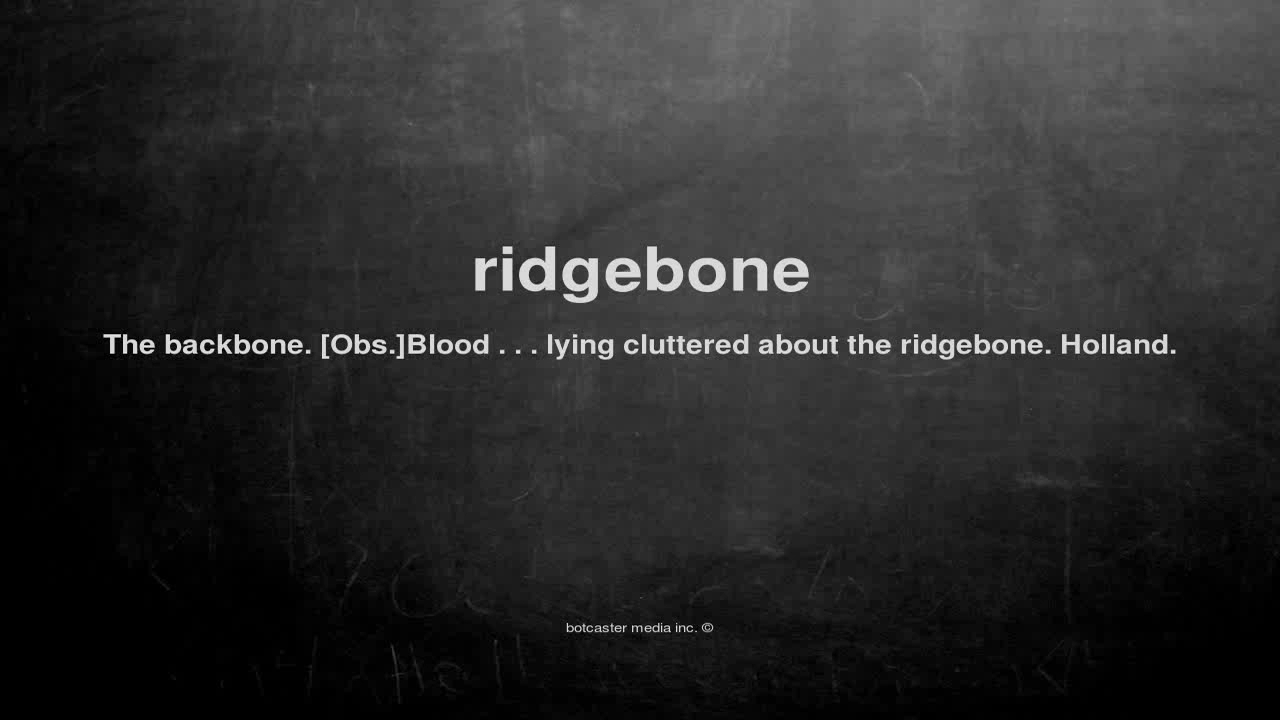 ridgebone
The backbone. [Obs.]Blood . . . lying cluttered about the ridgebone. Holland.
botcaster media inc. ©